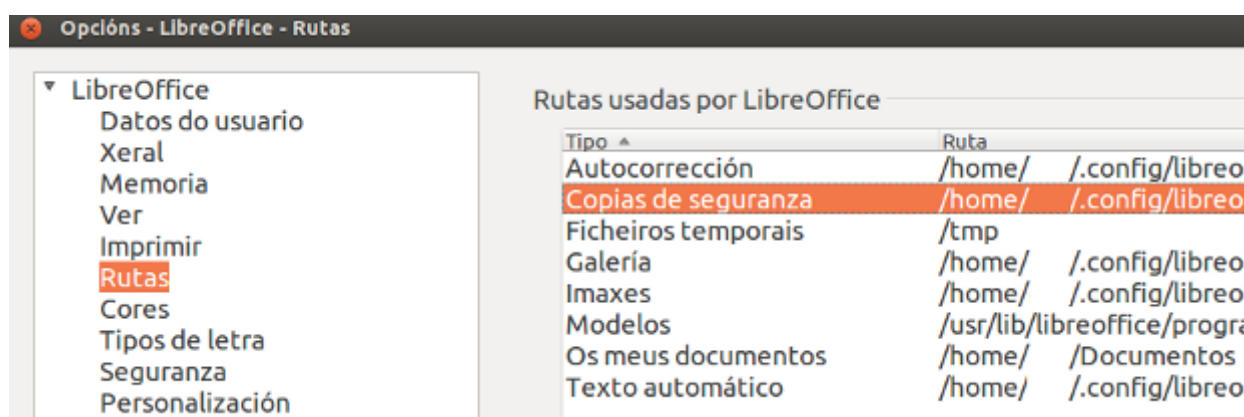 Opcións - LibreOffice - Rutas
LibreOffice
Datos do usuario
Xeral
Memoria
Ver
Imprimir
Rutas
Cores
Tipos de letra
Seguranza
Personalización
Rutas usadas por LibreOffice
Tipo Ruta
Autocorrección /home/ /.config/libreo
Copias de seguranza /home/ /.config/libreo
Ficheiros temporais /tmp
Galería /home/ /.config/libreo
Imaxes /home/ /.config/libreo
Modelos /usr/lib/libreoffice/progra
Os meus documentos /home/ /Documentos
Texto automático /home/ /.config/libreo